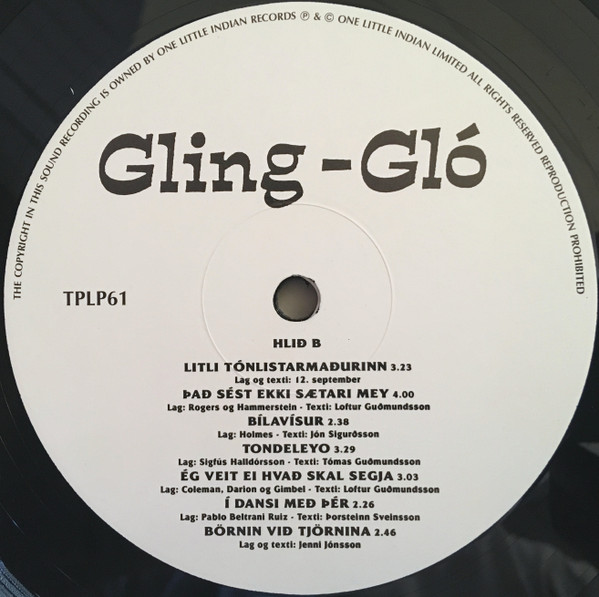 THE COPYRIGHT IN THIS SOUND RECORDING IS OWNED BY ONE LITTLE INDIAN RECORDS ℗ & © ONE LITTLE INDIAN LIMITED ALL RIGHTS RESERVED REPRODUCTION PROHIBITED
Gling - Gló
TPLP61
HLIÐ B
LITLI TÓNLISTARMAÐURINN 3.23
Lag og texti: 12. september
ÞAÐ SÉST EKKI SÆTARI MEY 4.00
Lag: Rogers og Hammerstein - Texti: Loftur Guðmundsson
BÍLAVÍSUR 2.38
Lag: Holmes - Texti: Jón Sigurðsson
TONDELEYO 3.29
Lag: Sigfús Halldórsson - Texti: Tómas Guðmundsson
ÉG VEIT EI HVAÐ SKAL SEGJA 3.03
Lag: Coleman, Darion og Gimbel - Texti: Loftur Guðmundsson
Í DANSI MEÐ ÞÉR 2.26
Lag: Pablo Beltrani Ruiz - Texti: Þorsteinn Sveinsson
BÖRNIN VIÐ TJÖRNINA 2.46
Lag og texti: Jenni Jónsson